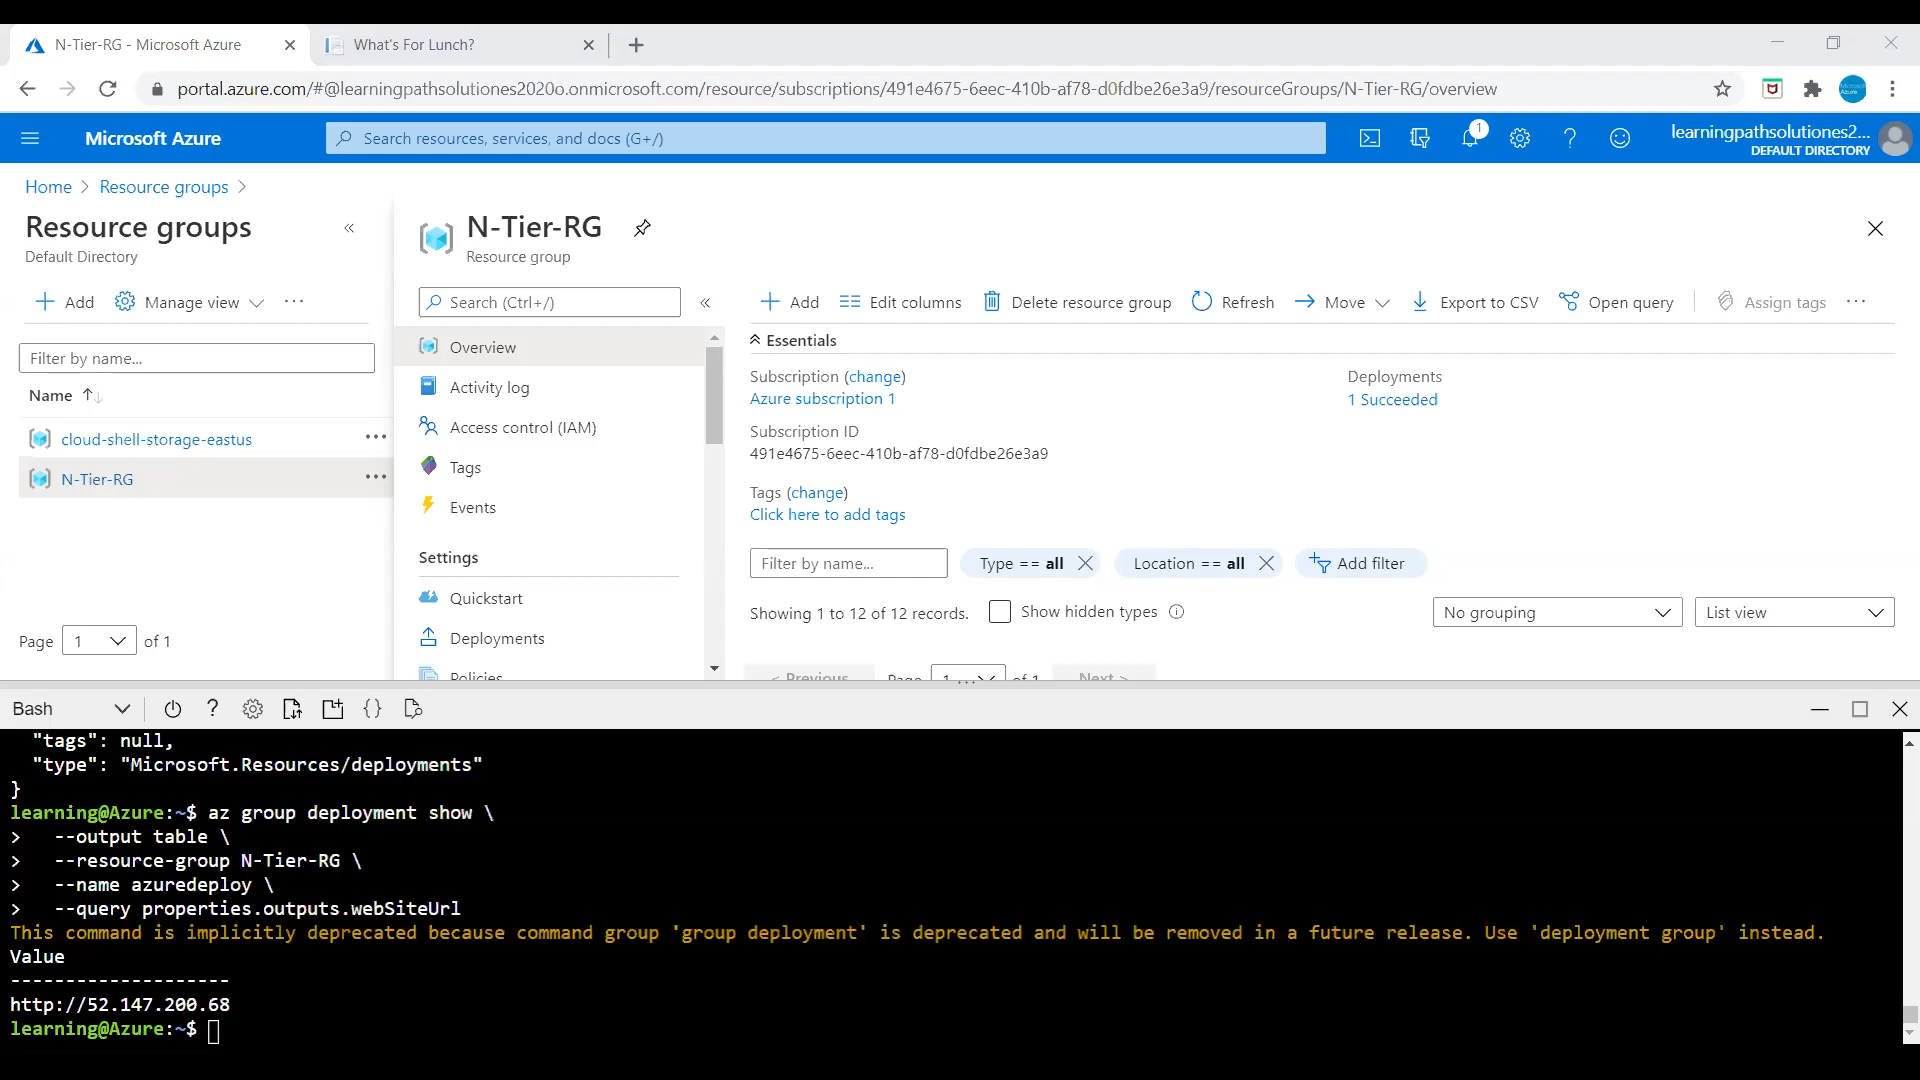 N-Tier-RG - Microsoft Azure
What's For Lunch?
portal.azure.com/#@learningpathsolutiones2020o.onmicrosoft.com/resource/subscriptions/491e4675-6eec-410b-af78-d0fdbe26e3a9/resourceGroups/N-Tier-RG/overview
Microsoft Azure
Search resources, services, and docs (G+/)
1
learningpathsolutiones2...
DEFAULT DIRECTORY
Home > Resource groups >
Resource groups
«
Default Directory
+ Add
Manage view
...
Filter by name...
Name
cloud-shell-storage-eastus
...
N-Tier-RG
...
Page 1 of 1
N-Tier-RG
Resource group
Search (Ctrl+/)
«
Overview
Activity log
Access control (IAM)
Tags
Events
Settings
Quickstart
Deployments
Policies
+ Add
Edit columns
Delete resource group
Refresh
Move
Export to CSV
Open query
Assign tags
...
Essentials
Subscription (change)
Azure subscription 1
Deployments
1 Succeeded
Subscription ID
491e4675-6eec-410b-af78-d0fdbe26e3a9
Tags (change)
Click here to add tags
Filter by name...
Type == all
Location == all
Add filter
Showing 1 to 12 of 12 records.
Show hidden types
No grouping
List view
< Previous
Page 1 of 1
Next >
Bash
"tags": null,
"type": "Microsoft.Resources/deployments"
}
learning@Azure:~$ az group deployment show \
>   --output table \
>   --resource-group N-Tier-RG \
>   --name azuredeploy \
>   --query properties.outputs.webSiteUrl
This command is implicitly deprecated because command group 'group deployment' is deprecated and will be removed in a future release. Use 'deployment group' instead.
Value
--------------------
http://52.147.200.68
learning@Azure:~$